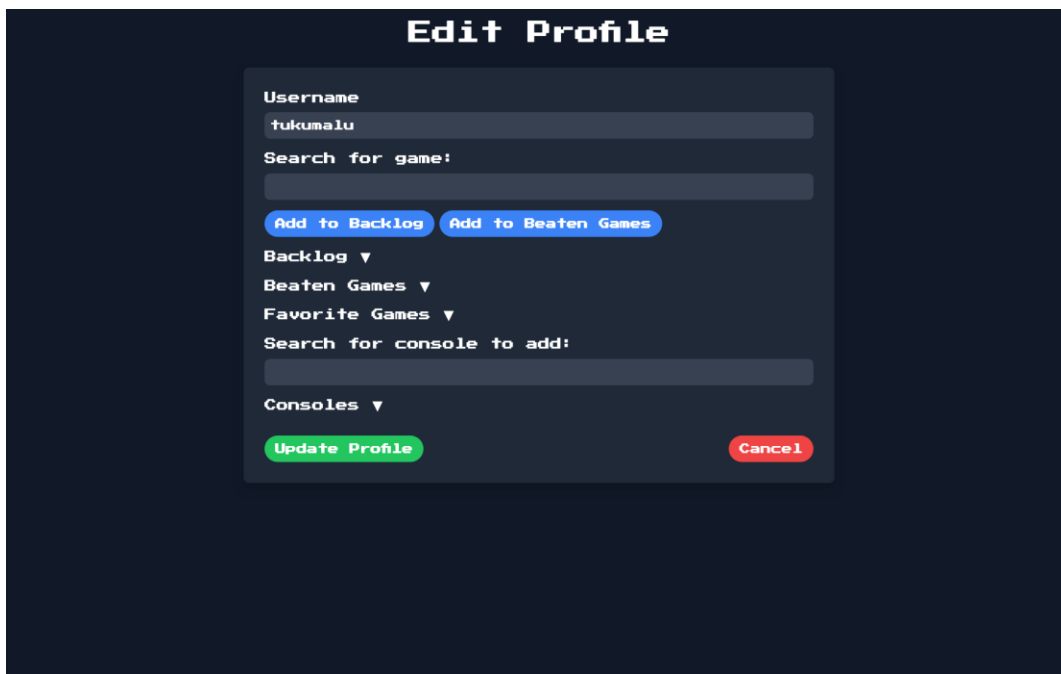 Edit Profile
Username
tukumalu
Search for game:
Add to Backlog Add to Beaten Games
Backlog ▼
Beaten Games ▼
Favorite Games ▼
Search for console to add:
Consoles ▼
Update Profile Cancel